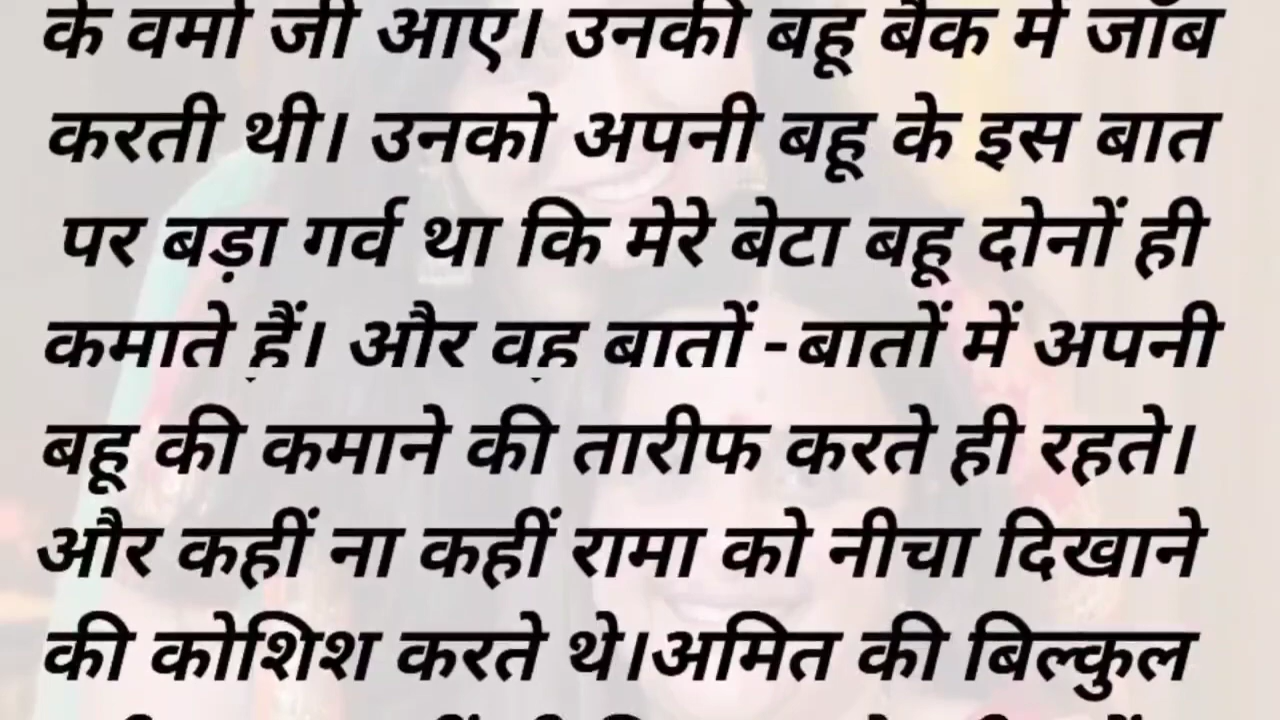 के वर्मा जी आए। उनकी बहू बैंक में जॉब
करती थी। उनको अपनी बहू के इस बात
पर बड़ा गर्व था कि मेरे बेटा बहू दोनों ही
कमाते हैं। और वह बातों -बातों में अपनी
बहू की कमाने की तारीफ करते ही रहते।
और कहीं ना कहीं रामा को नीचा दिखाने
की कोशिश करते थे।अमित की बिल्कुल